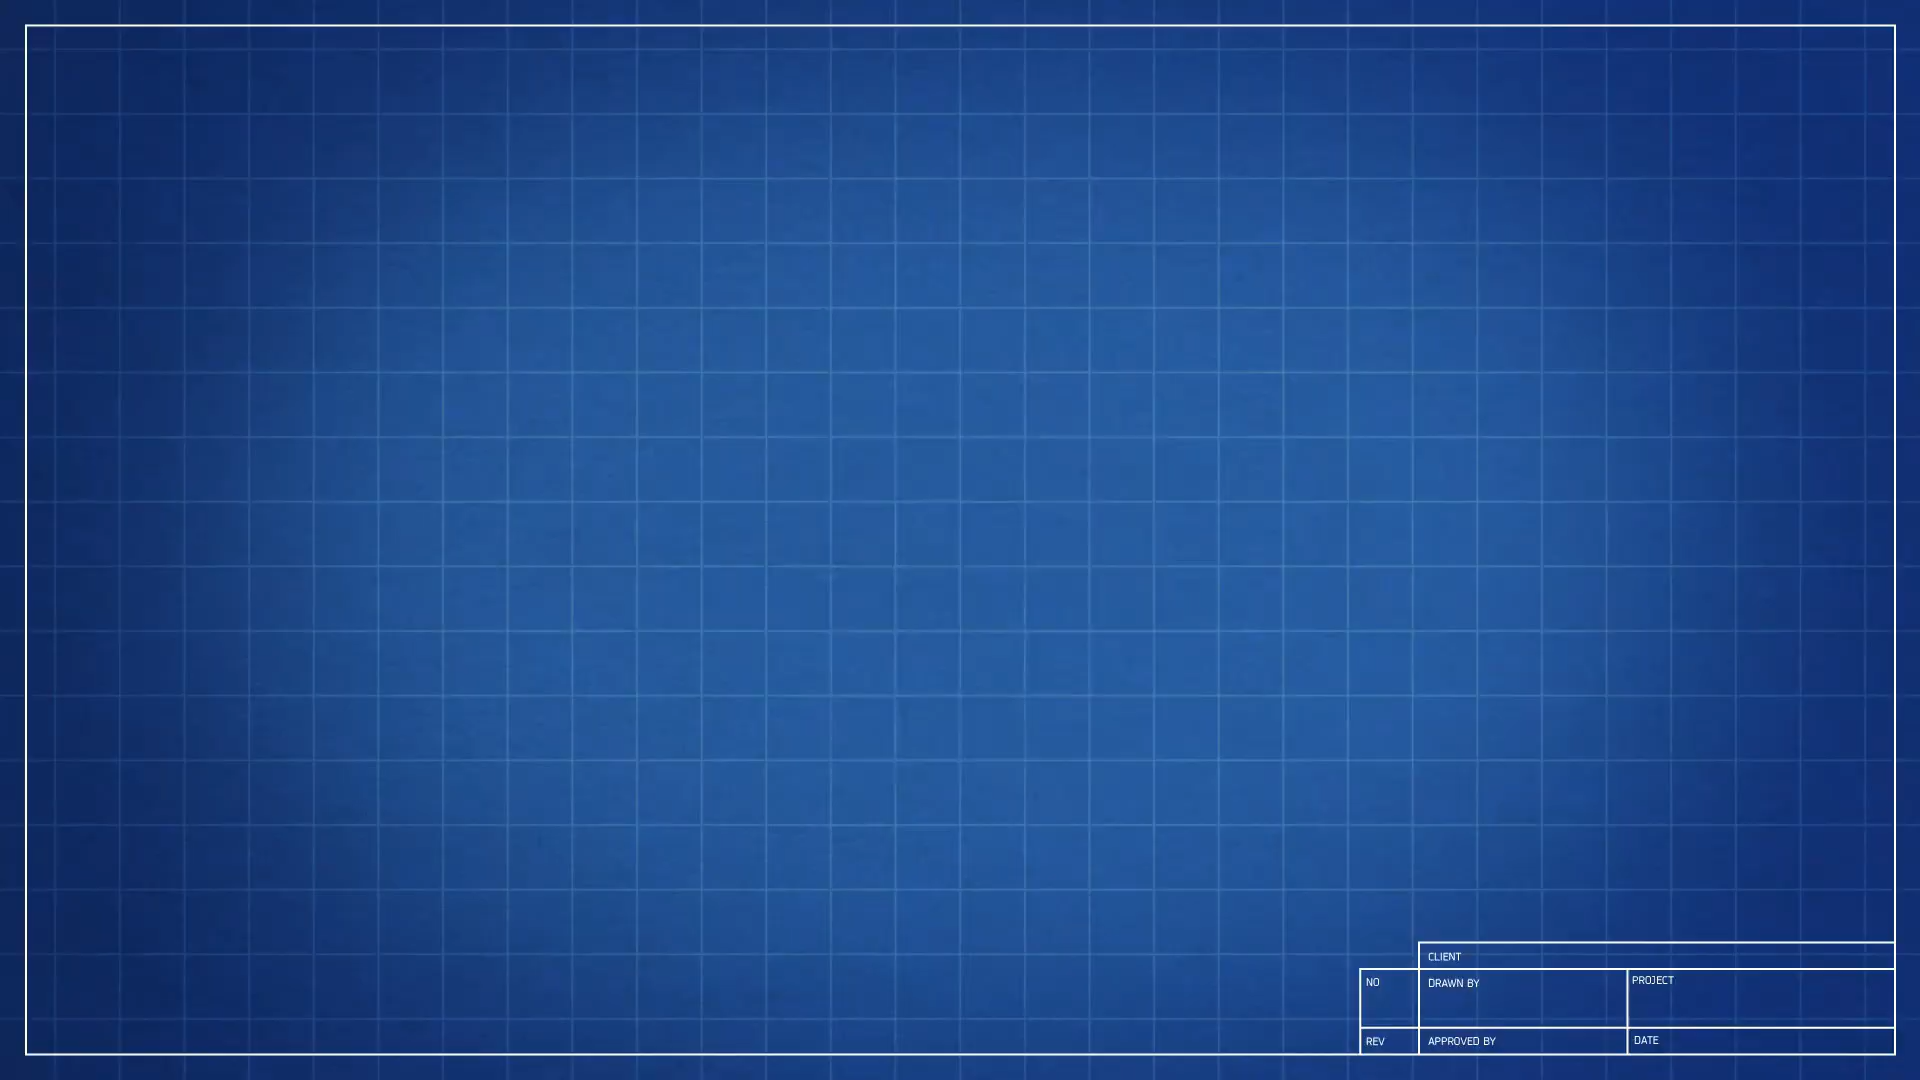 CLIENT
NO
DRAWN BY
PROJECT
REV
APPROVED BY
DATE